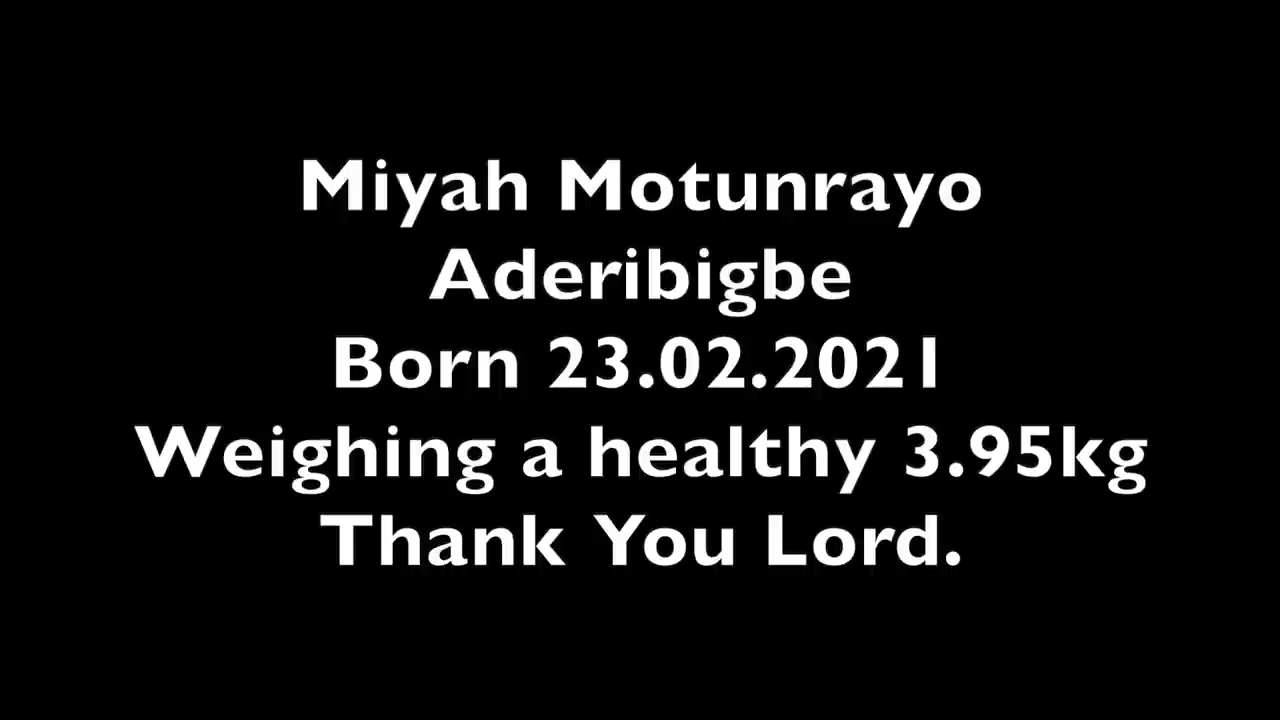 Miyah Motunrayo
Aderibigbe
Born 23.02.2021
Weighing a healthy 3.95kg
Thank You Lord.